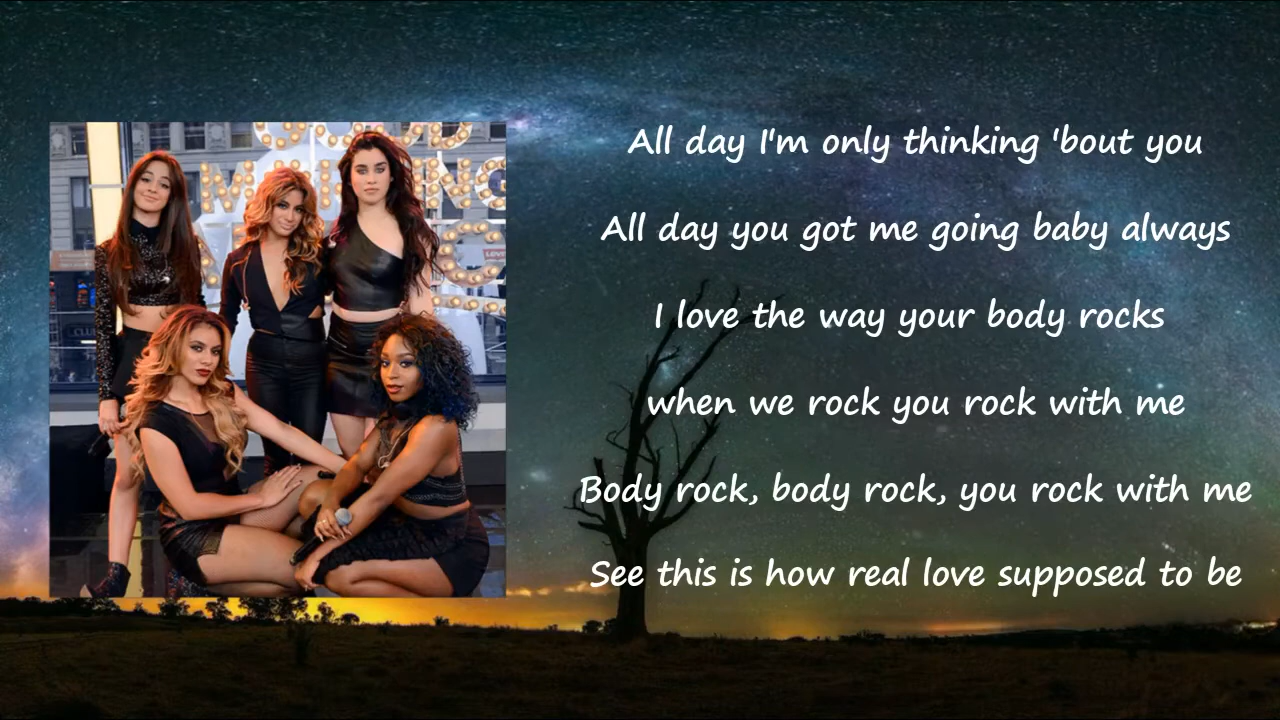 GOOD
MORNING
All day I'm only thinking 'bout you
All day you got me going baby always
I love the way your body rocks
when we rock you rock with me
Body rock, body rock, you rock with me
See this is how real love supposed to be